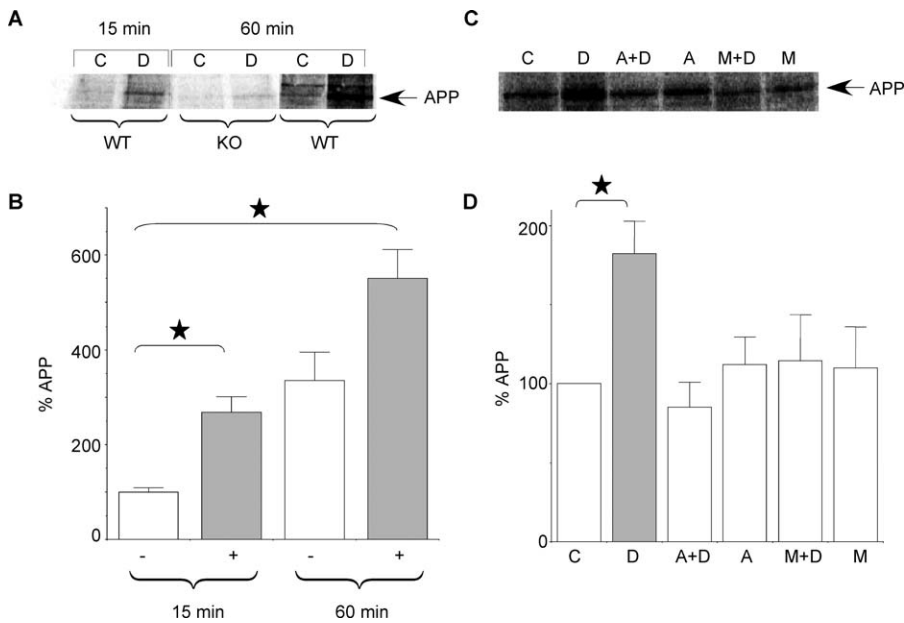 A
15 min 60 min
C D C D C D
APP
WT KO WT
C
C D A+D A M+D M
APP
B
% APP
600
400
200
0
- + - +
15 min 60 min
D
% APP
200
100
0
C D A+D A M+D M